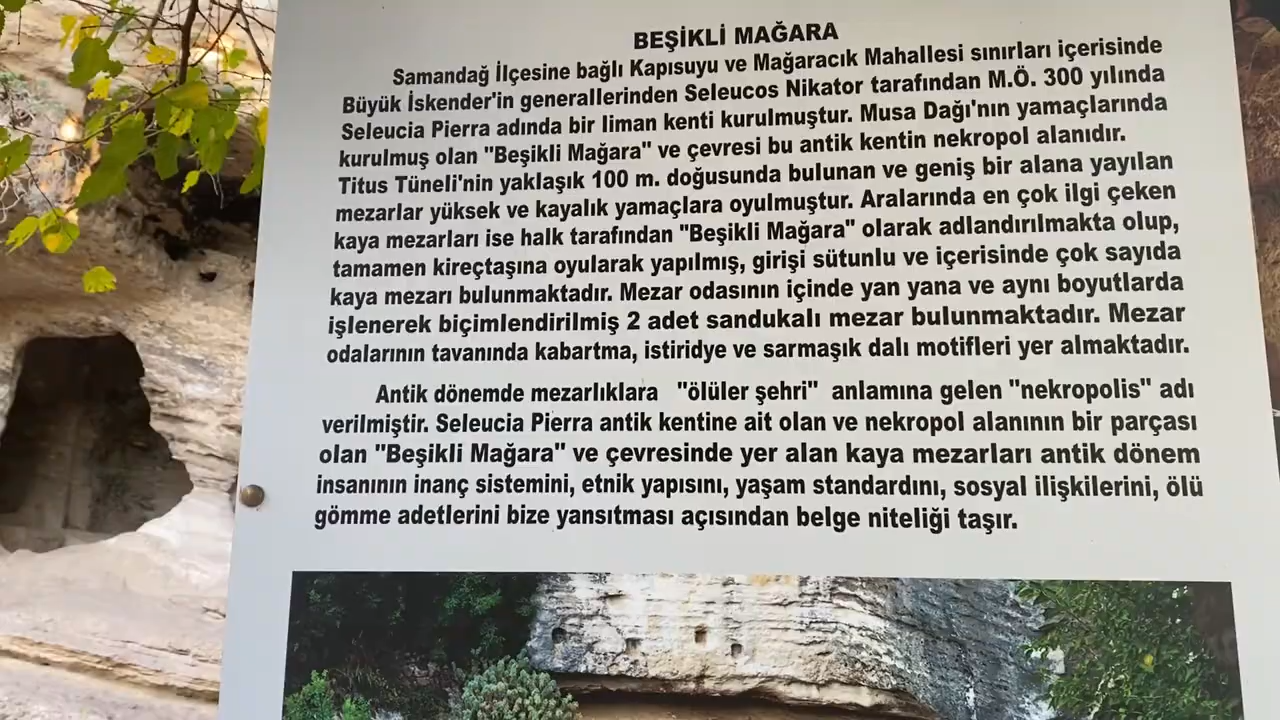 BEŞİKLİ MAĞARA
Samandağ İlçesine bağlı Kapısuyu ve Mağaracık Mahallesi sınırları içerisinde
Büyük İskender'in generallerinden Seleucos Nikator tarafından M.Ö. 300 yılında
Seleucia Pierra adında bir liman kenti kurulmuştur. Musa Dağı'nın yamaçlarında
kurulmuş olan "Beşikli Mağara" ve çevresi bu antik kentin nekropol alanıdır.
Titus Tüneli'nin yaklaşık 100 m. doğusunda bulunan ve geniş bir alana yayılan
mezarlar yüksek ve kayalık yamaçlara oyulmuştur. Aralarında en çok ilgi çeken
kaya mezarları ise halk tarafından "Beşikli Mağara" olarak adlandırılmakta olup,
tamamen kireçtaşına oyularak yapılmış, girişi sütunlu ve içerisinde çok sayıda
kaya mezarı bulunmaktadır. Mezar odasının içinde yan yana ve aynı boyutlarda
işlenerek biçimlendirilmiş 2 adet sandukalı mezar bulunmaktadır. Mezar
odalarının tavanında kabartma, istiridye ve sarmaşık dalı motifleri yer almaktadır.
Antik dönemde mezarlıklara "ölüler şehri" anlamına gelen "nekropolis" adı
verilmiştir. Seleucia Pierra antik kentine ait olan ve nekropol alanının bir parçası
olan "Beşikli Mağara" ve çevresinde yer alan kaya mezarları antik dönem
insanının inanç sistemini, etnik yapısını, yaşam standardını, sosyal ilişkilerini, ölü
gömme adetlerini bize yansıtması açısından belge niteliği taşır.